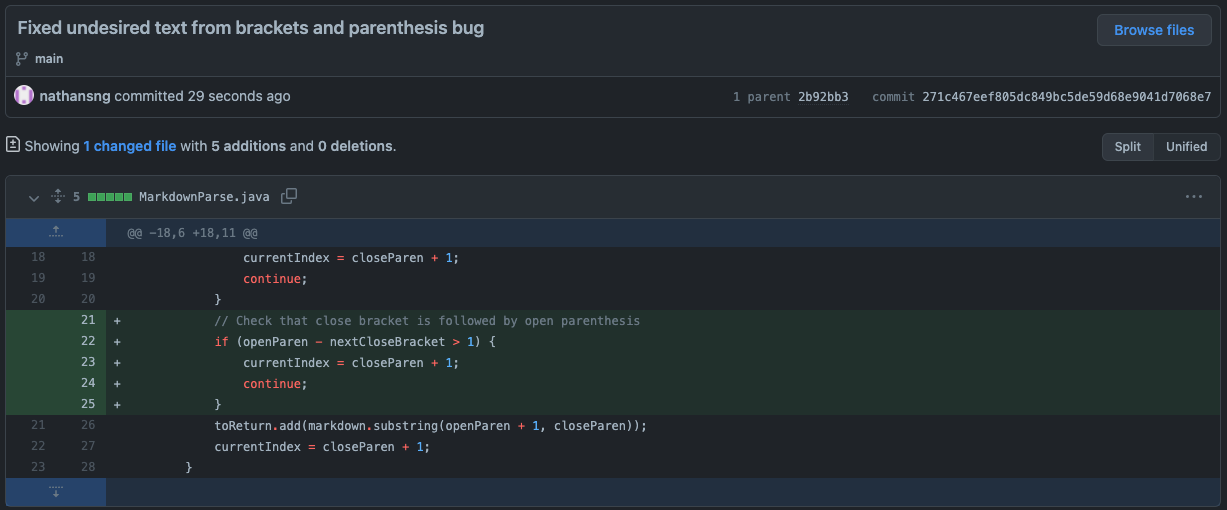 Fixed undesired text from brackets and parenthesis bug
Browse files
main
nathansng committed 29 seconds ago
1 parent 2b92bb3 commit 271c467eef805dc849bc5de59d68e9041d7068e7
Showing 1 changed file with 5 additions and 0 deletions.
Split Unified
5 MarkdownParse.java
@@ -18,6 +18,11 @@
18 18 currentIndex = closeParen + 1;
19 19 continue;
20 20 }
21 + // Check that close bracket is followed by open parenthesis
22 + if (openParen - nextCloseBracket > 1) {
23 + currentIndex = closeParen + 1;
24 + continue;
25 + }
21 26 toReturn.add(markdown.substring(openParen + 1, closeParen));
22 27 currentIndex = closeParen + 1;
23 28 }